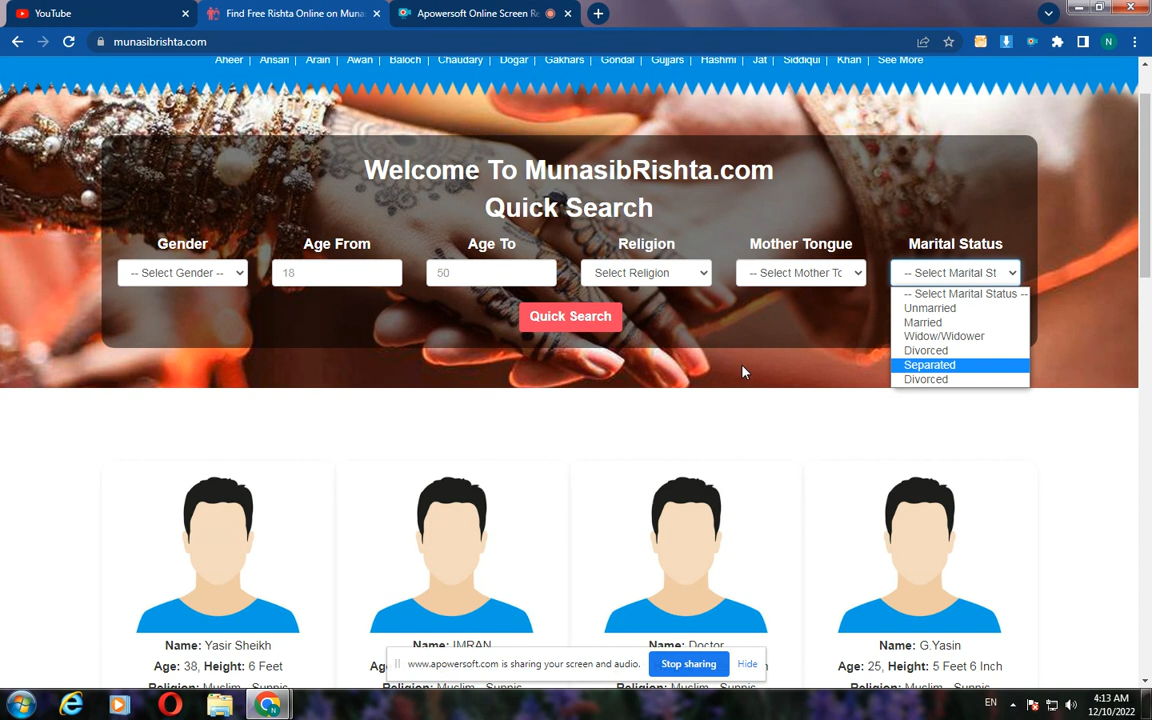 YouTube
Find Free Rishta Online on Muna
Apowersoft Online Screen Re
munasibrishta.com
N
Aheer | Ansari | Arain | Awan | Baloch | Chaudary | Dogar | Gakhars | Gondal | Gujjars | Hashmi | Jat | Siddiqui | Khan | See More
Welcome To MunasibRishta.com
Quick Search
Gender Age From Age To Religion Mother Tongue Marital Status
-- Select Gender -- 18 50 Select Religion -- Select Mother Tc -- Select Marital St
-- Select Marital Status --
Unmarried
Married
Widow/Widower
Divorced
Separated
Divorced
Quick Search
Name: Yasir Sheikh
Age: 38, Height: 6 Feet
Name: IMRAN
Name: Doctor
Name: G.Yasin
Age: 25, Height: 5 Feet 6 Inch
www.apowersoft.com is sharing your screen and audio. Stop sharing Hide
EN
4:13 AM
12/10/2022